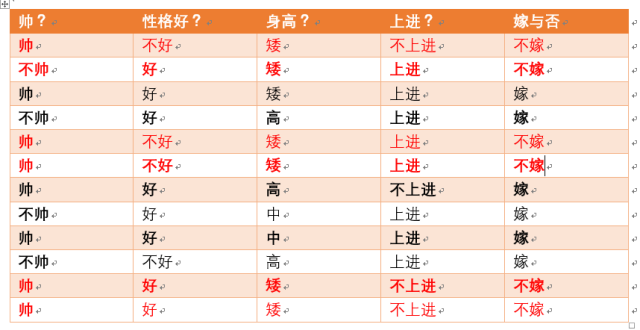 帅？ 性格好？ 身高？ 上进？ 嫁与否
帅 不好 矮 不上进 不嫁
不帅 好 矮 上进 不嫁
帅 好 矮 上进 嫁
不帅 好 高 上进 嫁
帅 不好 矮 上进 不嫁
帅 不好 矮 上进 不嫁
帅 好 高 不上进 嫁
不帅 好 中 上进 嫁
帅 好 中 上进 嫁
不帅 不好 高 上进 嫁
帅 好 矮 不上进 不嫁
帅 好 矮 不上进 不嫁